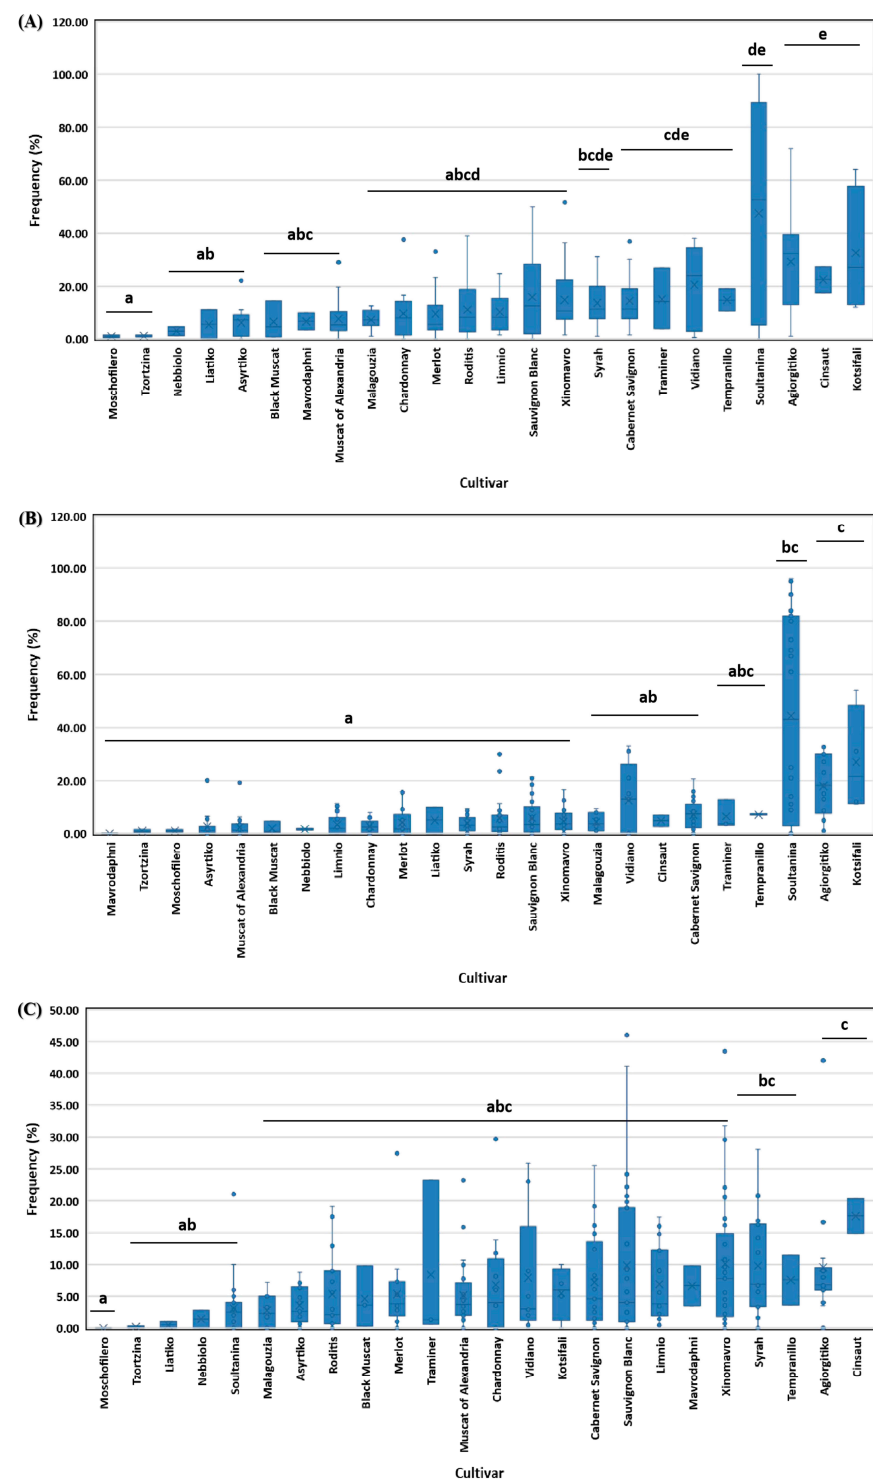 (A)
120.00
100.00
80.00
60.00
40.00
20.00
0.00
Frequency (%)
a
ab
abc
abcd
bcde
cde
de
e
Moschofilero
Tzortzina
Nebbiolo
Liatiko
Asyrtiko
Black Muscat
Mavrodaphni
Muscat of Alexandria
Malagouzia
Chardonnay
Merlot
Roditis
Limnio
Sauvignon Blanc
Xinomavro
Syrah
Cabernet Savignon
Traminer
Vidiano
Tempranillo
Soultanina
Agiorgitiko
Cinsaut
Kotsifali
Cultivar
(B)
120.00
100.00
80.00
60.00
40.00
20.00
0.00
Frequency (%)
a
ab
abc
bc
c
Mavrodaphni
Tzortzina
Moschofilero
Asyrtiko
Muscat of Alexandria
Black Muscat
Nebbiolo
Limnio
Chardonnay
Merlot
Liatiko
Syrah
Roditis
Sauvignon Blanc
Xinomavro
Malagouzia
Vidiano
Cinsaut
Cabernet Savignon
Traminer
Tempranillo
Soultanina
Agiorgitiko
Kotsifali
Cultivar
(C)
50.00
45.00
40.00
35.00
30.00
25.00
20.00
15.00
10.00
5.00
0.00
Frequency (%)
a
ab
abc
bc
c
Moschofilero
Tzortzina
Liatiko
Nebbiolo
Soultanina
Malagouzia
Asyrtiko
Roditis
Black Muscat
Merlot
Traminer
Muscat of Alexandria
Chardonnay
Vidiano
Kotsifali
Cabernet Savignon
Sauvignon Blanc
Limnio
Mavrodaphni
Xinomavro
Syrah
Tempranillo
Agiorgitiko
Cinsaut
Cultivar